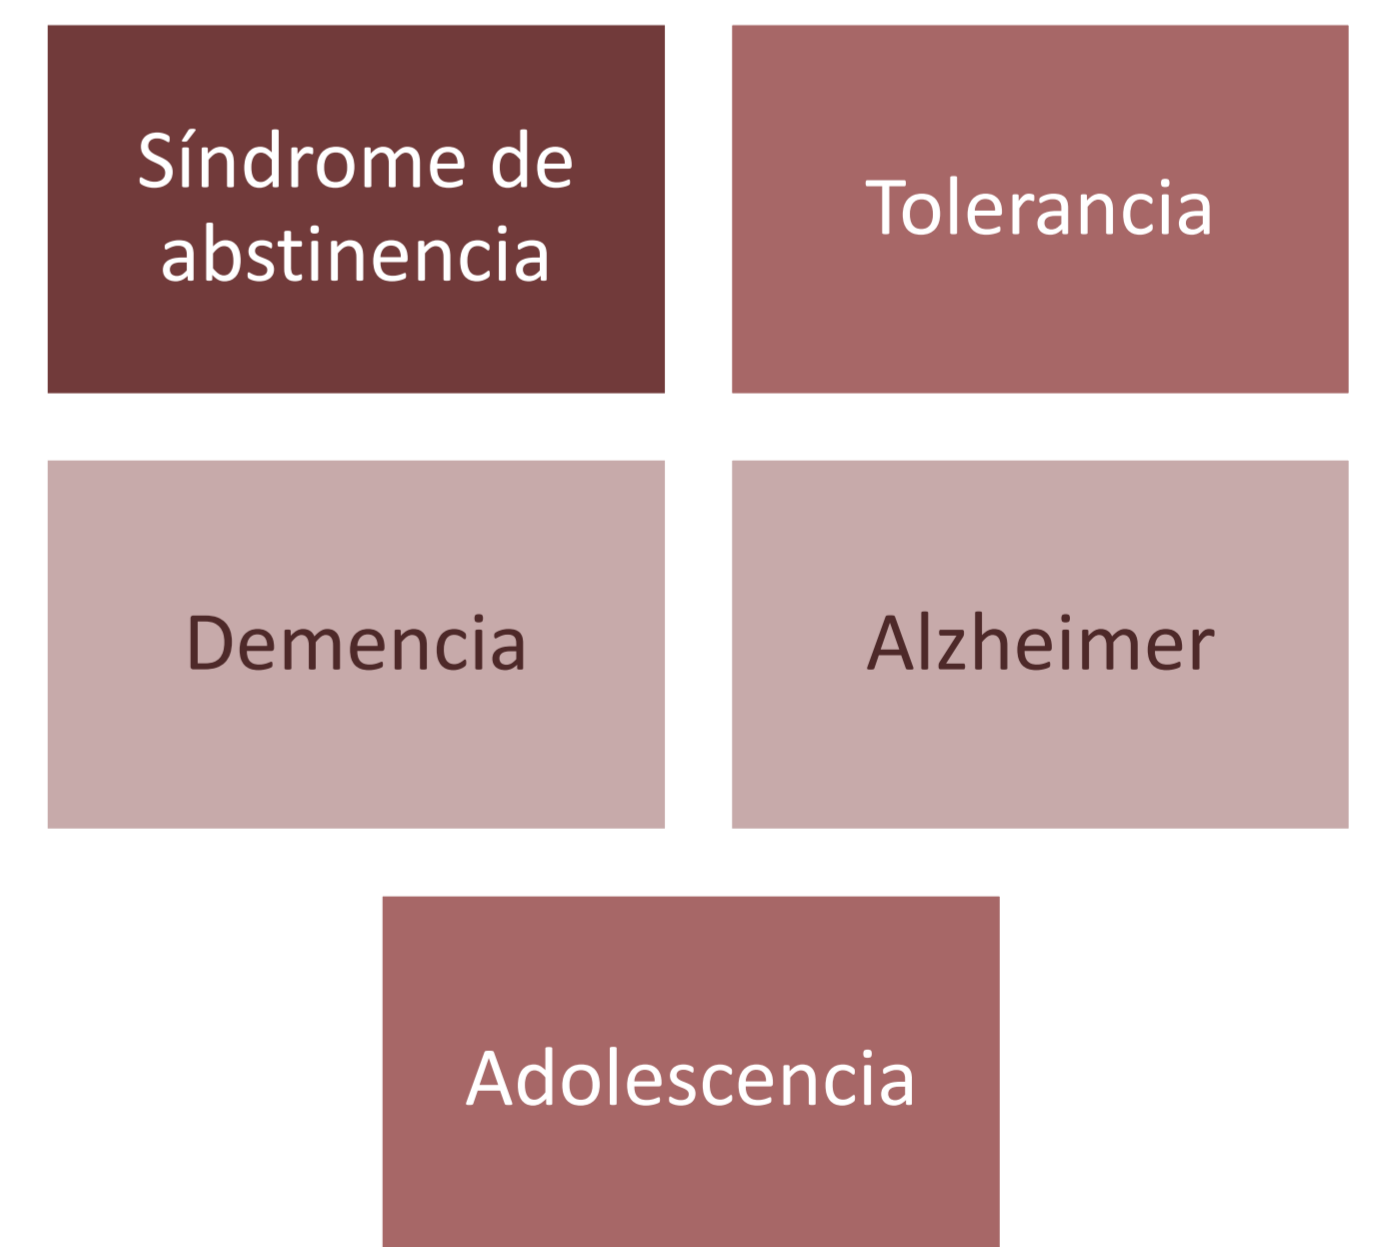 Síndrome de
abstinencia
Tolerancia
Demencia
Alzheimer
Adolescencia